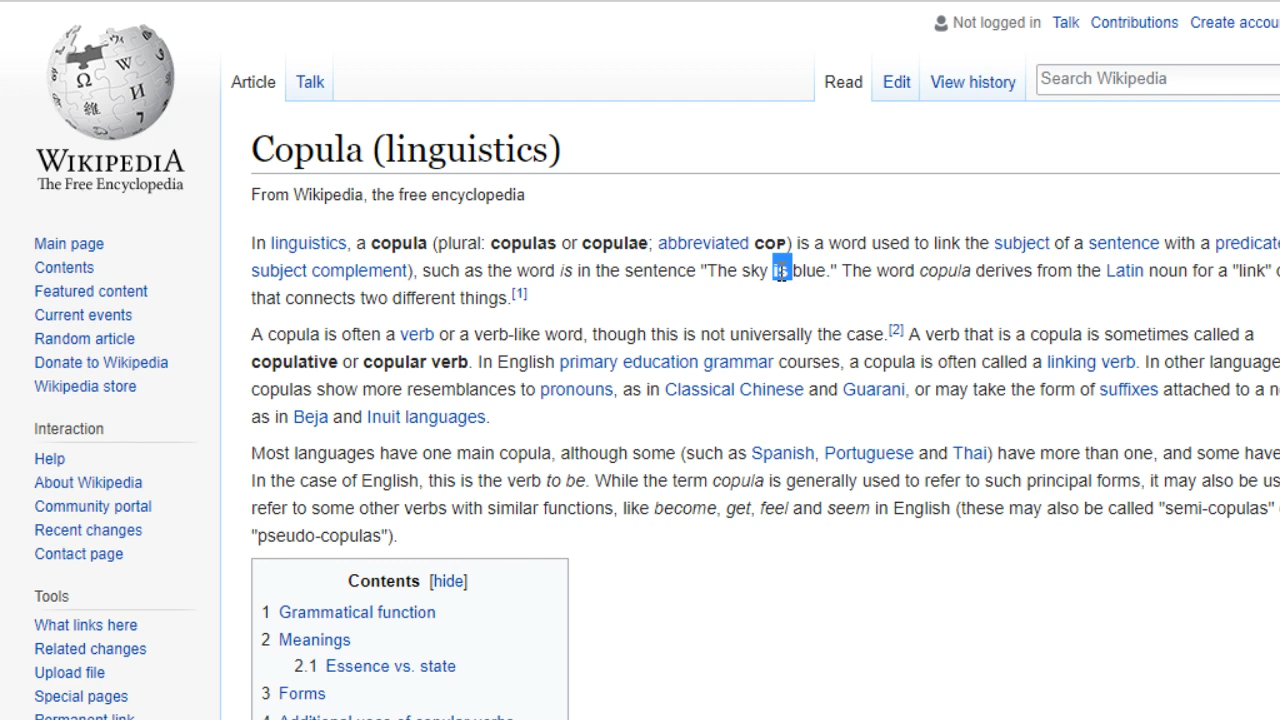 Not logged in Talk Contributions Create accou
Article Talk Read Edit View history Search Wikipedia
WIKIPEDIA
The Free Encyclopedia
Main page
Contents
Featured content
Current events
Random article
Donate to Wikipedia
Wikipedia store
Interaction
Help
About Wikipedia
Community portal
Recent changes
Contact page
Tools
What links here
Related changes
Upload file
Special pages
Permanent link
Copula (linguistics)
From Wikipedia, the free encyclopedia
In linguistics, a copula (plural: copulas or copulae; abbreviated COP) is a word used to link the subject of a sentence with a predicate
subject complement), such as the word is in the sentence "The sky is blue." The word copula derives from the Latin noun for a "link" o
that connects two different things.[1]
A copula is often a verb or a verb-like word, though this is not universally the case.[2] A verb that is a copula is sometimes called a
copulative or copular verb. In English primary education grammar courses, a copula is often called a linking verb. In other language
copulas show more resemblances to pronouns, as in Classical Chinese and Guarani, or may take the form of suffixes attached to a n
as in Beja and Inuit languages.
Most languages have one main copula, although some (such as Spanish, Portuguese and Thai) have more than one, and some have
In the case of English, this is the verb to be. While the term copula is generally used to refer to such principal forms, it may also be us
refer to some other verbs with similar functions, like become, get, feel and seem in English (these may also be called "semi-copulas"
"pseudo-copulas").
Contents [hide]
1 Grammatical function
2 Meanings
2.1 Essence vs. state
3 Forms
4 Additional uses of copular verbs